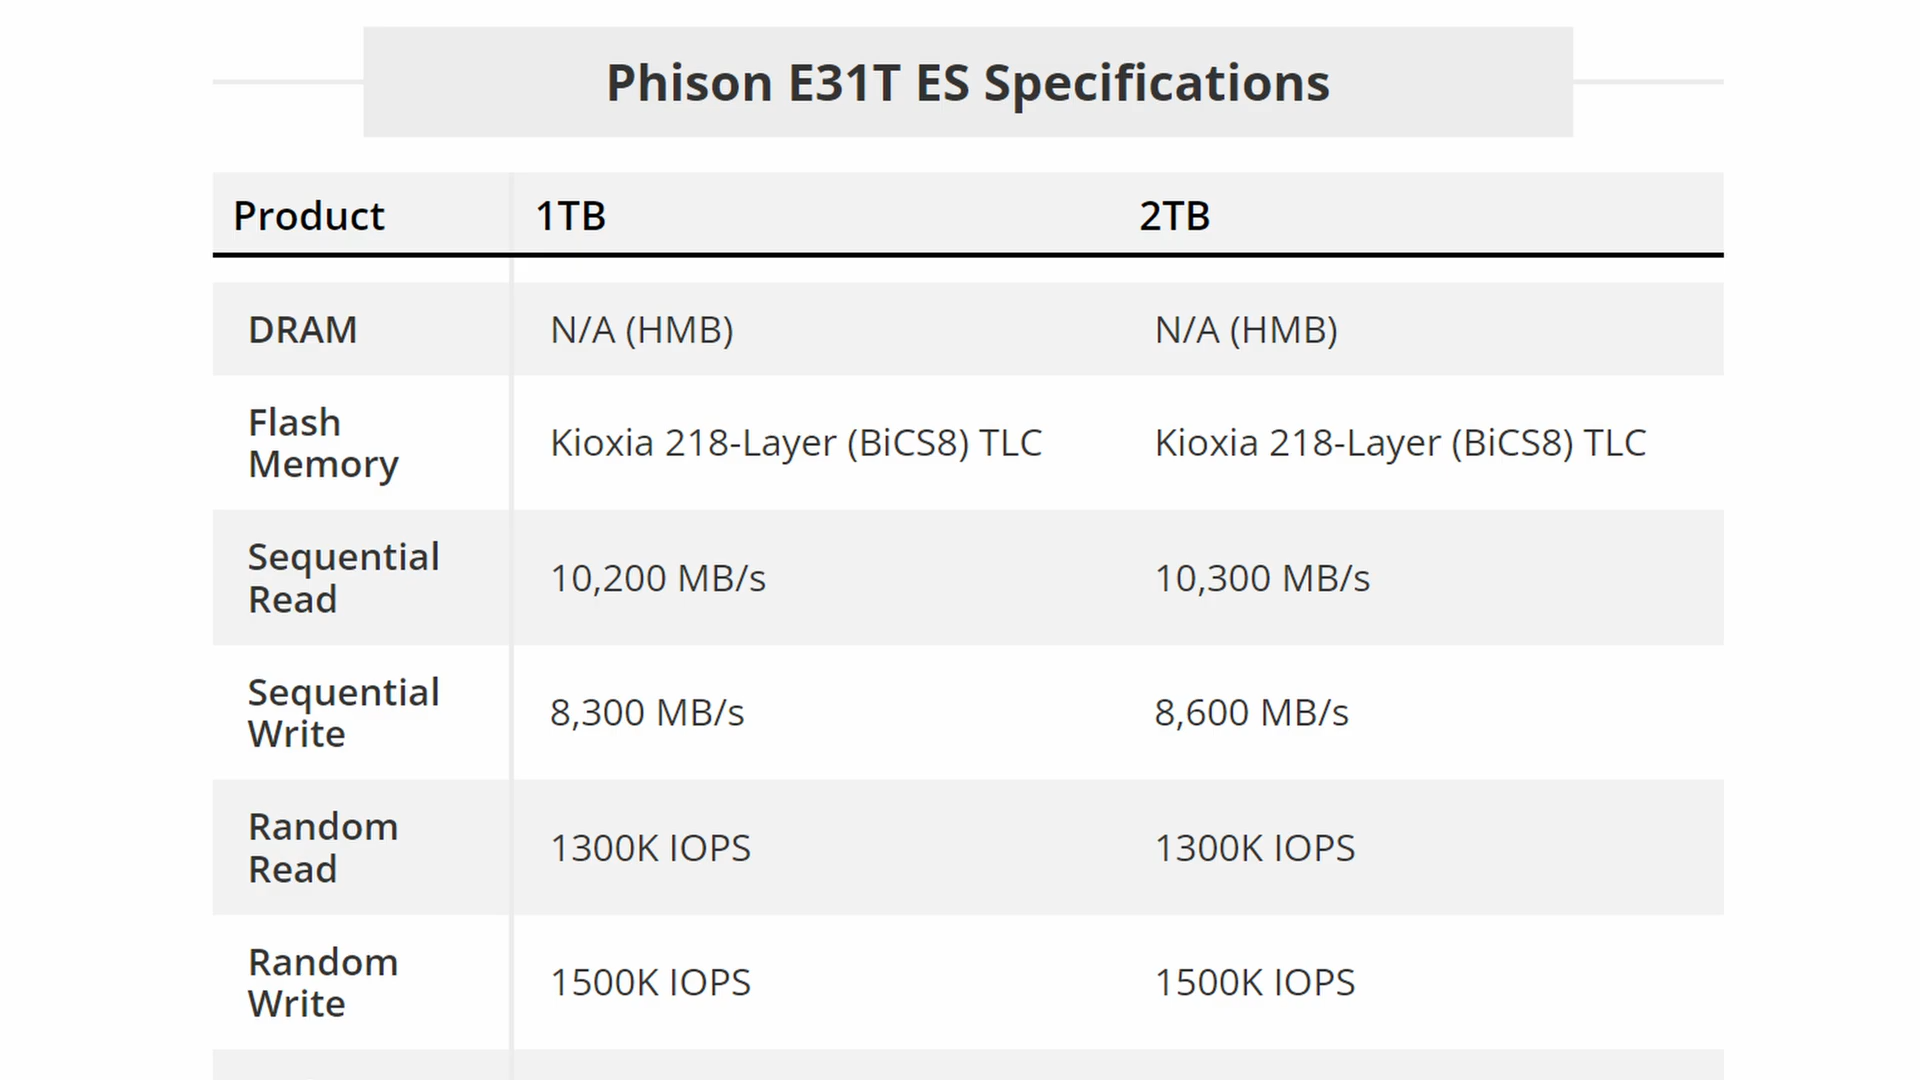 Phison E31T ES Specifications
Product 1TB 2TB
DRAM N/A (HMB) N/A (HMB)
Flash
Memory
Kioxia 218-Layer (BiCS8) TLC Kioxia 218-Layer (BiCS8) TLC
Sequential
Read
10,200 MB/s 10,300 MB/s
Sequential
Write
8,300 MB/s 8,600 MB/s
Random
Read
1300K IOPS 1300K IOPS
Random
Write
1500K IOPS 1500K IOPS